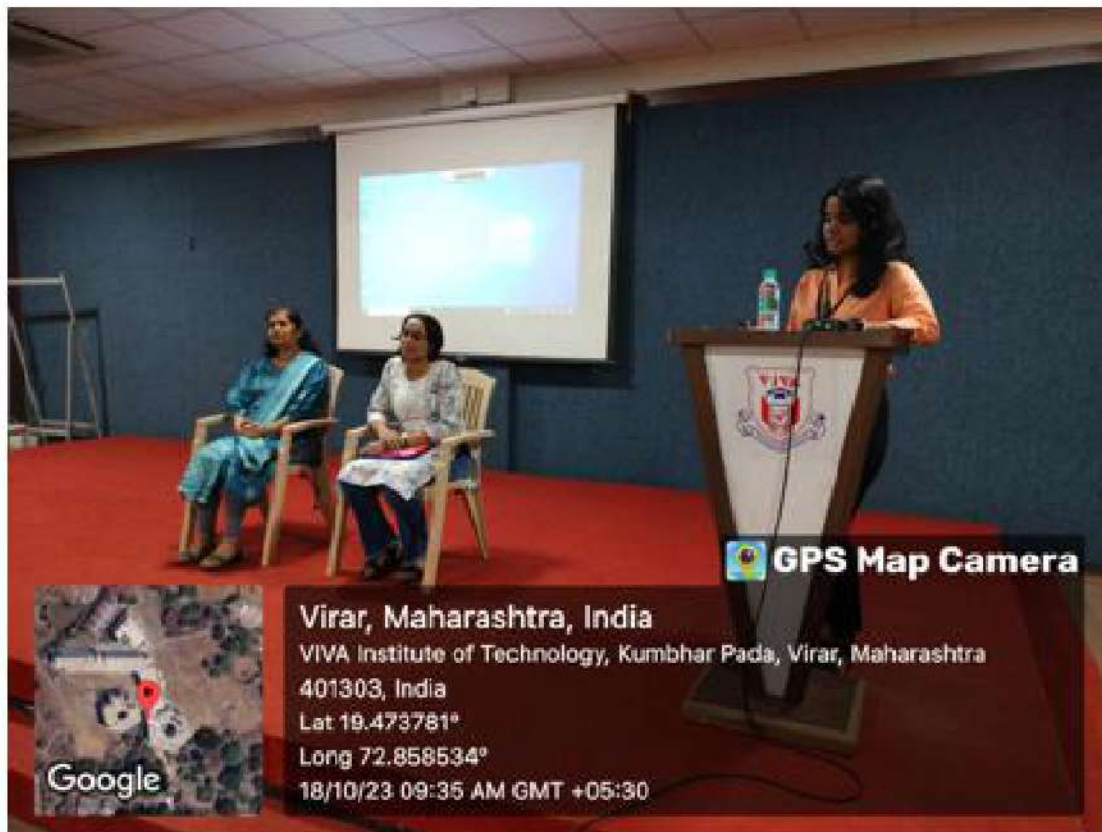 VIVA
GPS Map Camera
Virar, Maharashtra, India
VIVA Institute of Technology, Kumbhar Pada, Virar, Maharashtra
401303, India
Lat 19.473781°
Long 72.858534°
18/10/23 09:35 AM GMT +05:30
Google